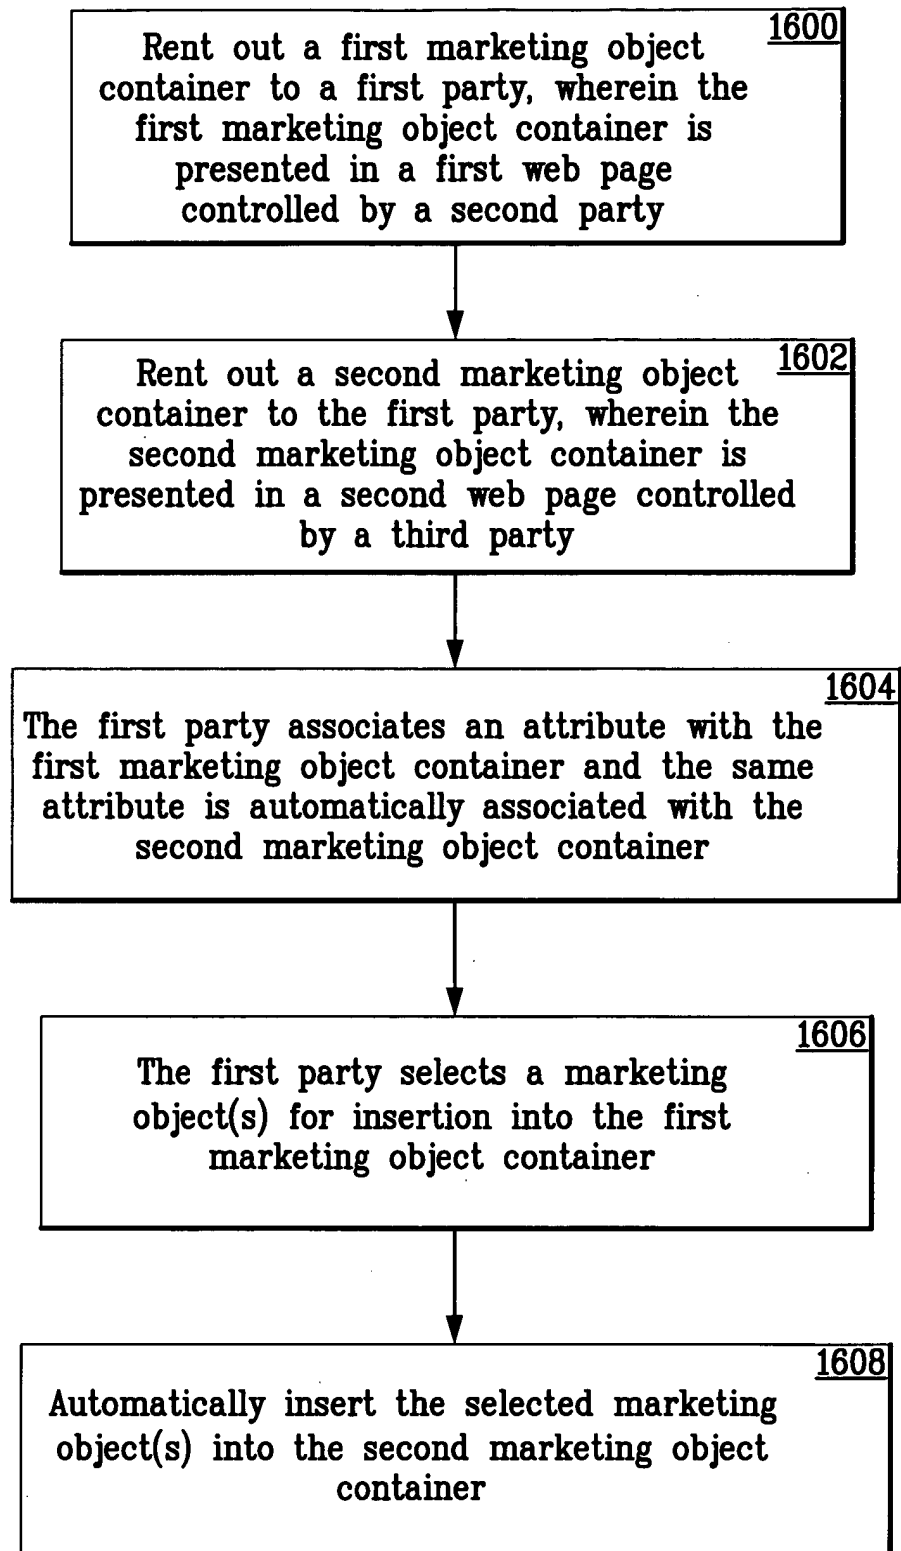 1600
Rent out a first marketing object
container to a first party, wherein the
first marketing object container is
presented in a first web page
controlled by a second party
1602
Rent out a second marketing object
container to the first party, wherein the
second marketing object container is
presented in a second web page controlled
by a third party
1604
The first party associates an attribute with the
first marketing object container and the same
attribute is automatically associated with the
second marketing object container
1606
The first party selects a marketing
object(s) for insertion into the first
marketing object container
1608
Automatically insert the selected marketing
object(s) into the second marketing object
container